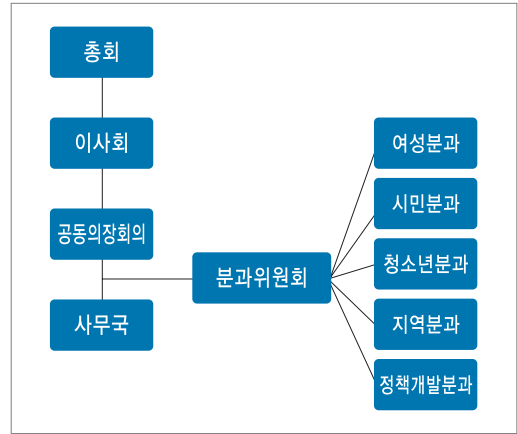 총회
이사회
공동의장회의
사무국
분과위원회
여성분과
시민분과
청소년분과
지역분과
정책개발분과